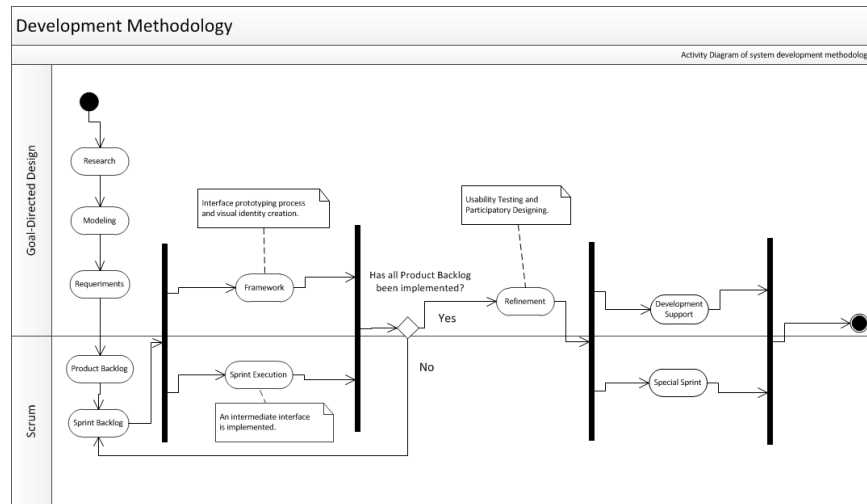 Development Methodology
Activity Diagram of system development methodolog
Goal-Directed Design
Research
Modeling
Requeriments
Interface prototyping process
and visual identity creation.
Framework
Has all Product Backlog
been implemented?
Yes
No
Usability Testing and
Participatory Designing.
Refinement
Development
Support
Scrum
Product Backlog
Sprint Backlog
Sprint Execution
An intermediate interface
is implemented.
Special Sprint